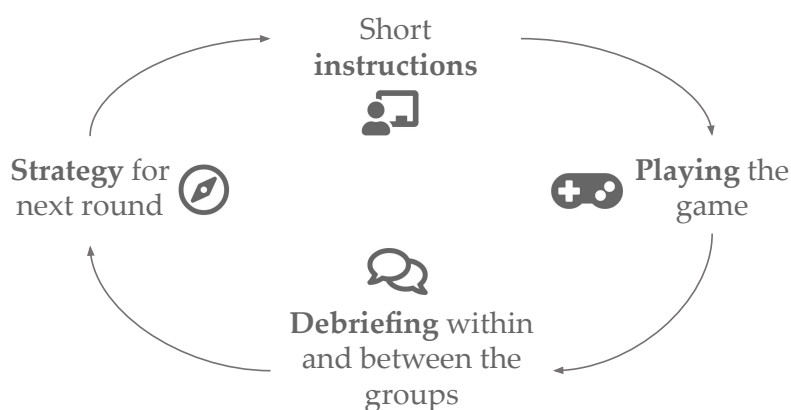 Short
instructions
Playing the
game
Debriefing within
and between the
groups
Strategy for
next round